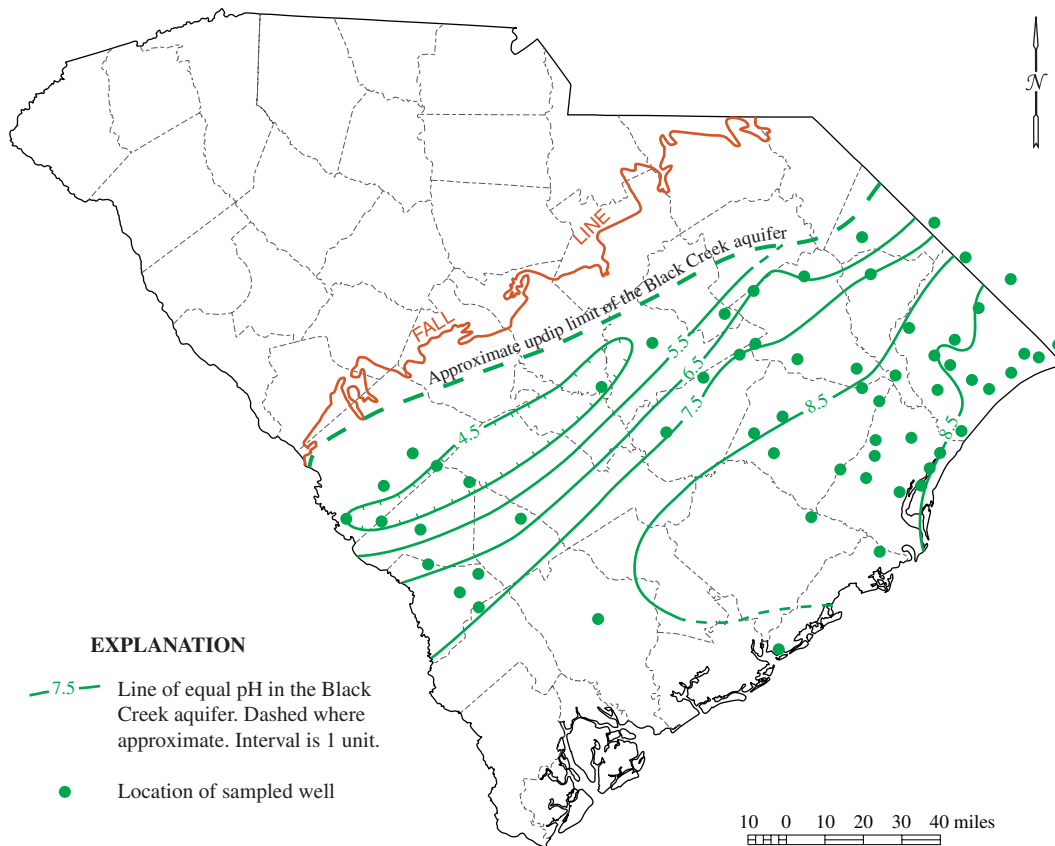 N
LINE
FALL
Approximate updip limit of the Black Creek aquifer
5.5
6.5
7.5
8.5
4.5
8.5
EXPLANATION
7.5
Line of equal pH in the Black
Creek aquifer. Dashed where
approximate. Interval is 1 unit.
Location of sampled well
10 0 10 20 30 40 miles